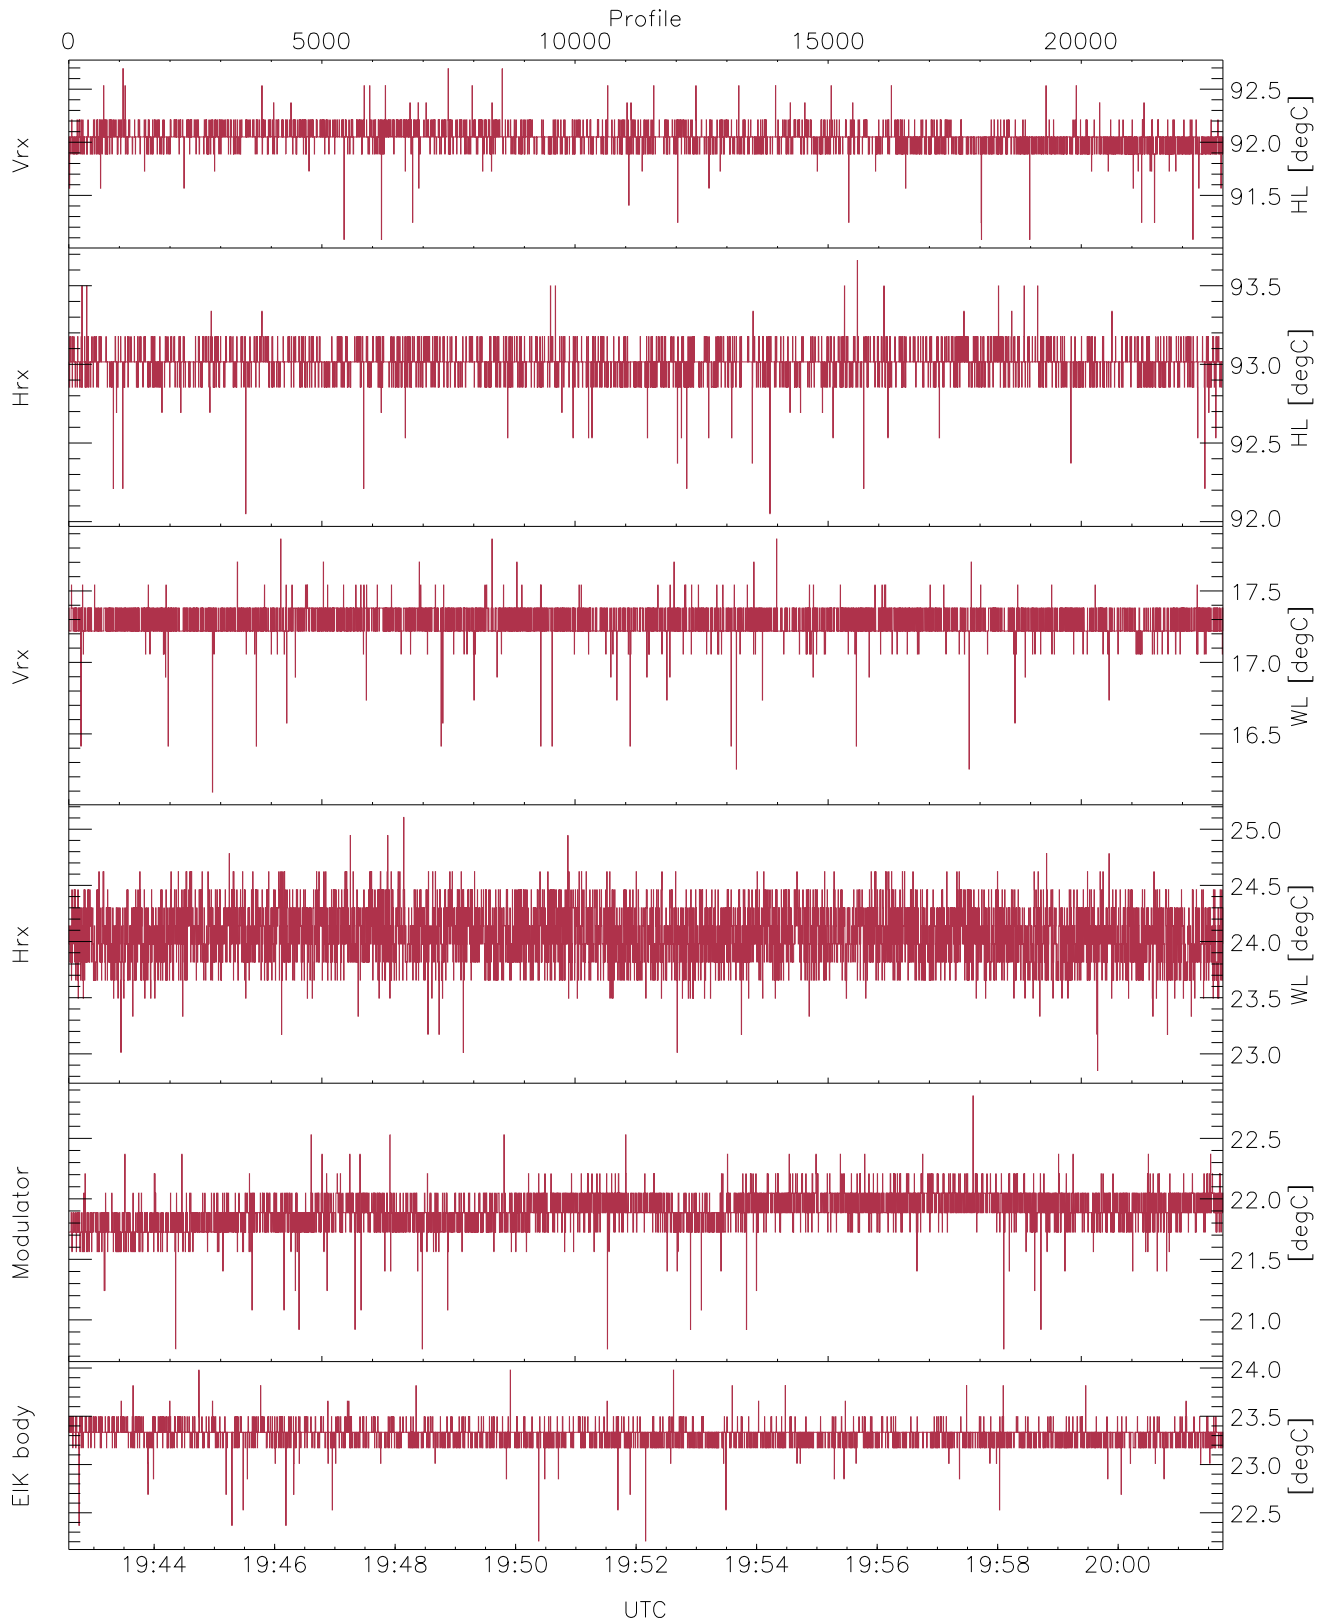 Profile
0 5000 10000 15000 20000
Vrx
92.5
92.0
91.5
HL [degC]
Hrx
93.5
93.0
92.5
92.0
HL [degC]
Vrx
17.5
17.0
16.5
WL [degC]
Hrx
25.0
24.5
24.0
23.5
23.0
WL [degC]
Modulator
22.5
22.0
21.5
21.0
[degC]
EIK body
24.0
23.5
23.0
22.5
[degC]
19:44 19:46 19:48 19:50 19:52 19:54 19:56 19:58 20:00
UTC